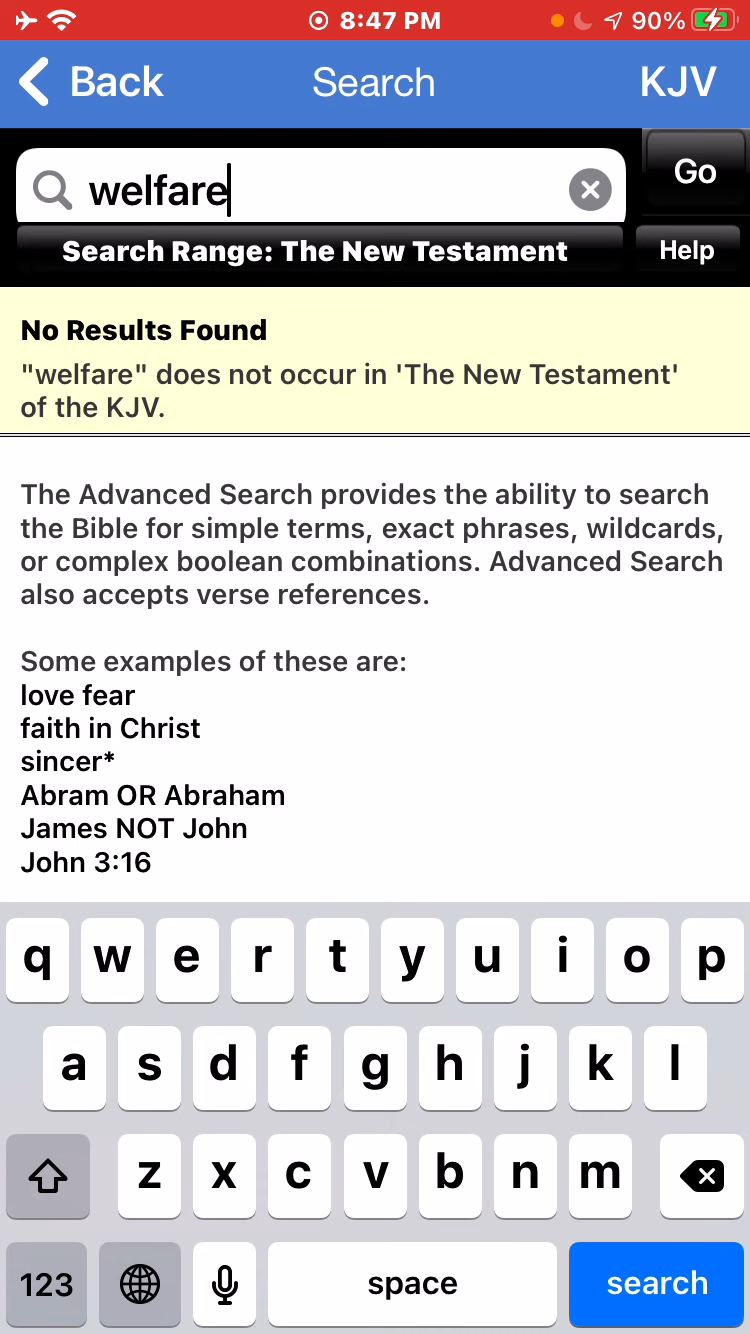 8:47 PM 90%
Back Search KJV
welfare Go
Search Range: The New Testament Help
No Results Found
"welfare" does not occur in 'The New Testament'
of the KJV.
The Advanced Search provides the ability to search
the Bible for simple terms, exact phrases, wildcards,
or complex boolean combinations. Advanced Search
also accepts verse references.
Some examples of these are:
love fear
faith in Christ
sincer*
Abram OR Abraham
James NOT John
John 3:16
q w e r t y u i o p
a s d f g h j k l
z x c v b n m
123 space search